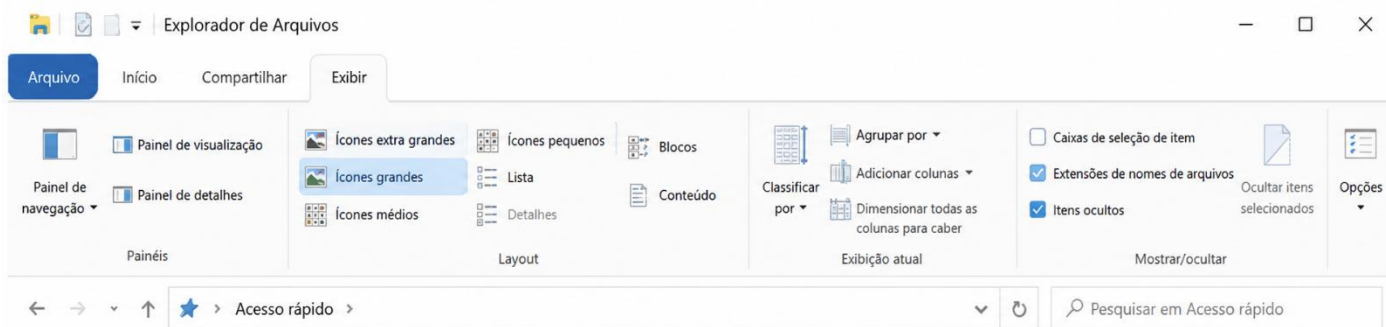 Explorador de Arquivos
Arquivo
Início
Compartilhar
Exibir
Painel de
navegação
Painel de visualização
Painel de detalhes
Painéis
Ícones extra grandes
Ícones grandes
Ícones médios
Ícones pequenos
Lista
Detalhes
Blocos
Conteúdo
Layout
Classificar
por
Agrupar por
Adicionar colunas
Dimensionar todas as
colunas para caber
Exibição atual
Caixas de seleção de item
Extensões de nomes de arquivos
Itens ocultos
Ocultar itens
selecionados
Mostrar/ocultar
Opções
Acesso rápido
Pesquisar em Acesso rápido